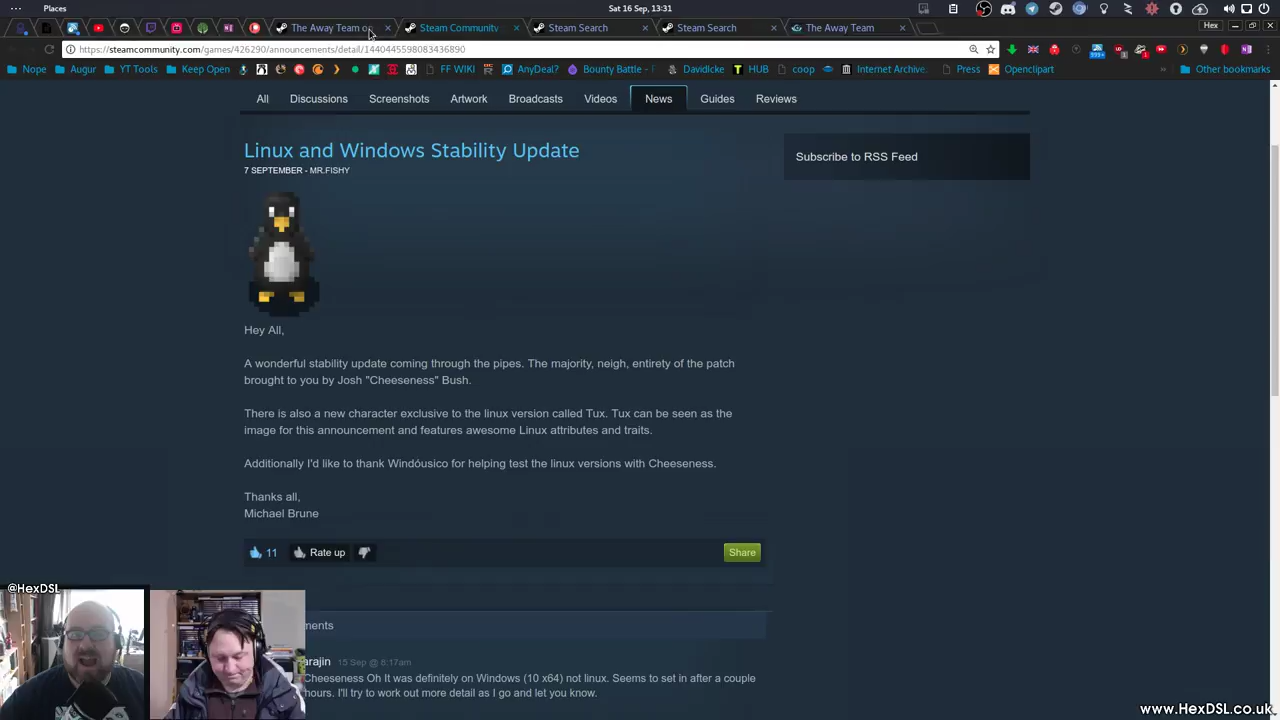 Places
Sat 16 Sep, 13:31
Hex
The Away Team on
Steam Community
Steam Search
Steam Search
The Away Team
https://steamcommunity.com/games/426290/announcements/detail/1440445598083436890
Nope
Augur
YT Tools
Keep Open
FF WIKI
AnyDeal?
Bounty Battle -
DavidIcke
HUB
coop
Internet Archive.
Press
Openclipart
Other bookmarks
All
Discussions
Screenshots
Artwork
Broadcasts
Videos
News
Guides
Reviews
Linux and Windows Stability Update
7 SEPTEMBER - MR.FISHY
Subscribe to RSS Feed
Hey All,
A wonderful stability update coming through the pipes. The majority, neigh, entirety of the patch
brought to you by Josh "Cheeseness" Bush.
There is also a new character exclusive to the linux version called Tux. Tux can be seen as the
image for this announcement and features awesome Linux attributes and traits.
Additionally I'd like to thank Windóusico for helping test the linux versions with Cheeseness.
Thanks all,
Michael Brune
11
Rate up
Share
@HexDSL
ments
arajin 15 Sep @ 8:17am
Cheeseness Oh It was definitely on Windows (10 x64) not linux. Seems to set in after a couple
hours. I'll try to work out more detail as I go and let you know.
www.HexDSL.co.uk